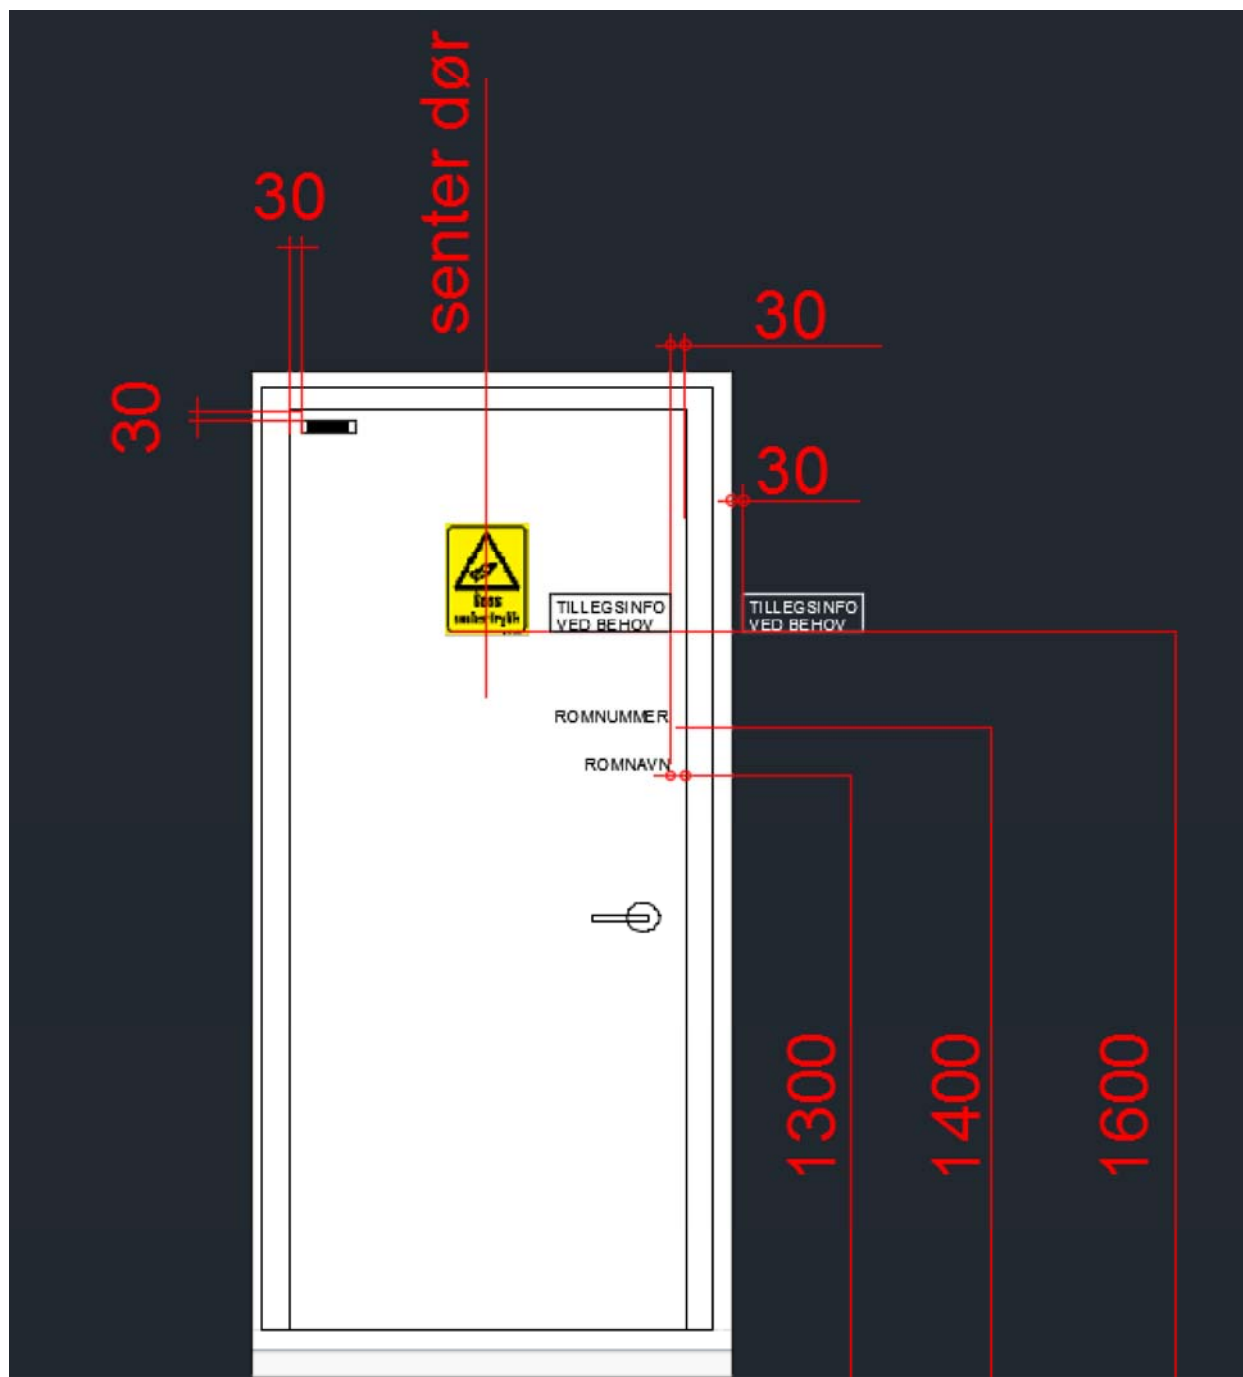 senter dør
30
30
30
30
TILLEGSINFO
VED BEHOV
TILLEGSINFO
VED BEHOV
ROMNUMMER
ROMNAVN
1300
1400
1600